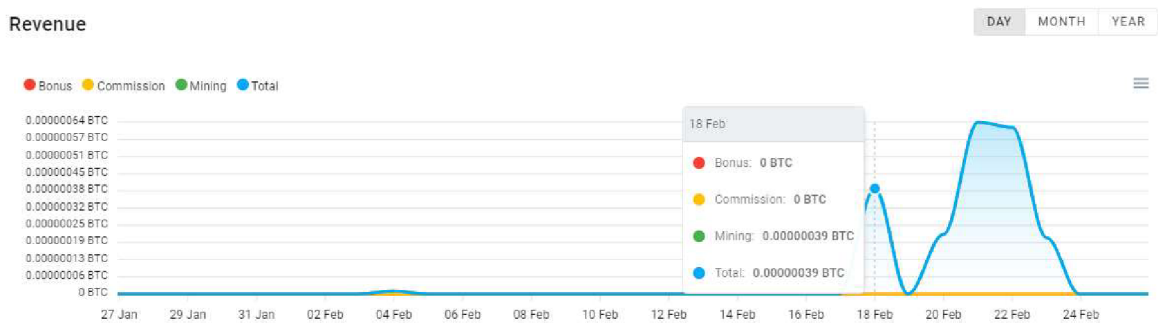 Revenue
DAY MONTH YEAR
Bonus Commission Mining Total
0.00000064 BTC
0.00000057 BTC
0.00000051 BTC
0.00000045 BTC
0.00000038 BTC
0.00000032 BTC
0.00000025 BTC
0.00000019 BTC
0.00000013 BTC
0.00000006 BTC
0 BTC
18 Feb
Bonus: 0 BTC
Commission: 0 BTC
Mining: 0.00000039 BTC
Total: 0.00000039 BTC
27 Jan 29 Jan 31 Jan 02 Feb 04 Feb 06 Feb 08 Feb 10 Feb 12 Feb 14 Feb 16 Feb 18 Feb 20 Feb 22 Feb 24 Feb